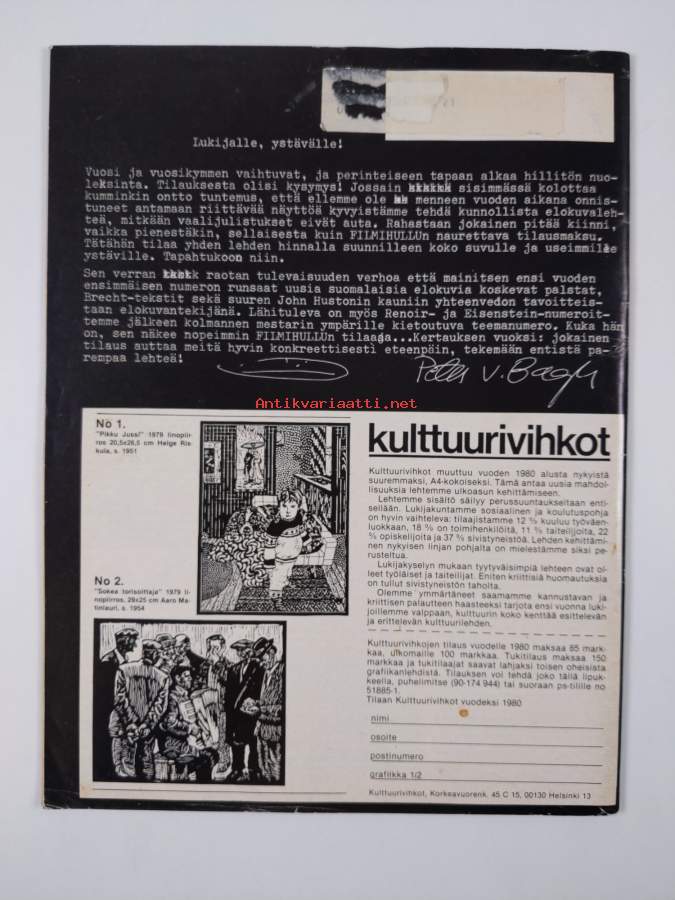 Lukijalle, ystävälle!
Vuosi ja vuosikymmen vaihtuvat, ja perinteiseen tapaan alkaa hillitön nuo-
leksinta. Tilauksesta olisi kysymys! Jossain sisimmässä kolottaa
kumminkin ontto tuntemus, että ellemme ole menneen vuoden aikana onnis-
tuneet antamaan riittävää näyttöä kyvyistämme tehdä kunnollista elokuvaleh-
teä, mitkään vaalijulistukset eivät auta. Rahastaan jokainen pitää kiinni,
vaikka pienestäkin, sellaisesta kuin FILMIHULLUn naurettava tilausmaksu.
Tätähän tilaa yhden lehden hinnalla suunnilleen koko suvulle ja useimmille
ystäville. Tapahtukoon niin.
Sen verran raotan tulevaisuuden verhoa että mainitsen ensi vuoden
ensimmäisen numeron runsaat uusia suomalaisia elokuvia koskevat palstat,
Brecht-tekstit sekä suuren John Hustonin kauniin yhteenvedon tavoitteis-
taan elokuvantekijänä. Lähituleva on myös Renoir- ja Eisenstein-numeroit-
temme jälkeen kolmannen mestarin ympärille kietoutuva teemanumero. Kuka hän
on, sen näkee nopeimmin FILMIHULLUn tilaaja...Kertauksen vuoksi: jokainen
tilaus auttaa meitä hyvin konkreettisesti eteenpäin, tekemään entistä pa-
rempaa lehteä!
Peter v. Bagh
Antikvariaatti.net
No 1.
"Pikku Jussi" 1979 linopiir-
ros 20,5x26,5 cm Helge Ris-
kula, s. 1951
No 2.
"Sokea torisoittaja" 1979 li-
nopiirros, 29x25 cm Aaro Ma-
tinlauri, s. 1954
kulttuurivihkot
Kulttuurivihkot muuttuu vuoden 1980 alusta nykyistä
suuremmaksi, A4-kokoiseksi. Tämä antaa uusia mahdol-
lisuuksia lehtemme ulkoasun kehittämiseen.
Lehtemme sisältö säilyy perussuuntaukseltaan enti-
sellään. Lukijakuntamme sosiaalinen ja koulutuspohja
on hyvin vaihteleva: tilaajistamme 12 % kuuluu työväen-
luokkaan, 18 % on toimihenkilöitä, 11 % taiteilijoita, 22
% opiskelijoita ja 37 % sivistyneistöä. Lehden kehittämi-
nen nykyisen linjan pohjalta on mielestämme siksi pe-
rusteltua.
Lukijakyselyn mukaan tyytyväisimpiä lehteen ovat ol-
leet työläiset ja taiteilijat. Eniten kriittisiä huomautuksia
on tullut sivistyneistön taholta.
Olemme ymmärtäneet saamamme kannustavan ja
kriittisen palautteen haasteeksi tarjota ensi vuonna luki-
joillemme valppaan, kulttuurin koko kenttää esittelevän
ja erittelevän kulttuurilehden.
Kulttuurivihkojen tilaus vuodelle 1980 maksaa 85 mark-
kaa, ulkomaille 100 markkaa. Tukitilaus maksaa 150
markkaa ja tukitilaajat saavat lahjaksi toisen oheisista
grafiikanlehdistä. Tilauksen voi tehdä joko tällä lipuk-
keella, puhelimitse (90-174 944) tai suoraan ps-tilille no
51885-1.
Tilaan Kulttuurivihkot vuodeksi 1980
nimi
osoite
postinumero
grafiikka 1/2
Kulttuurivihkot, Korkeavuorenk. 45 C 15, 00130 Helsinki 13